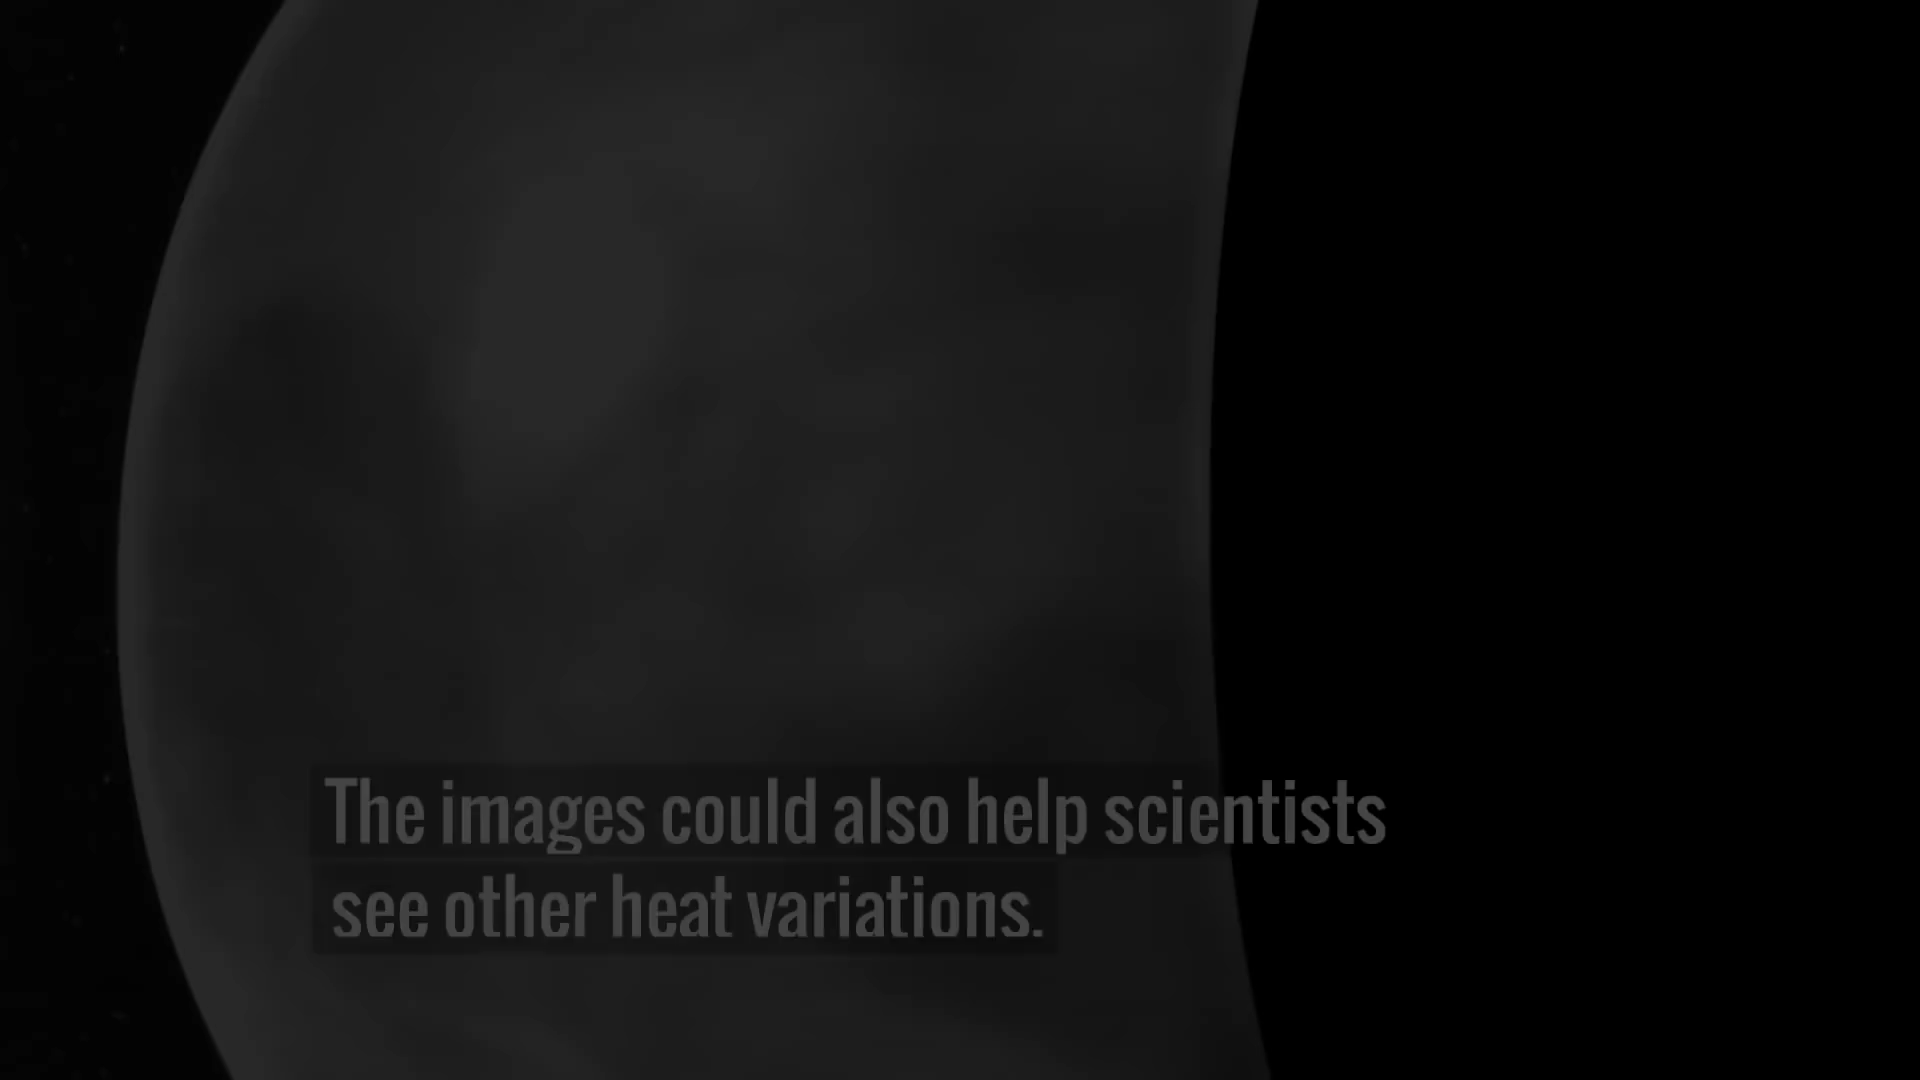 The images could also help scientists
see other heat variations.